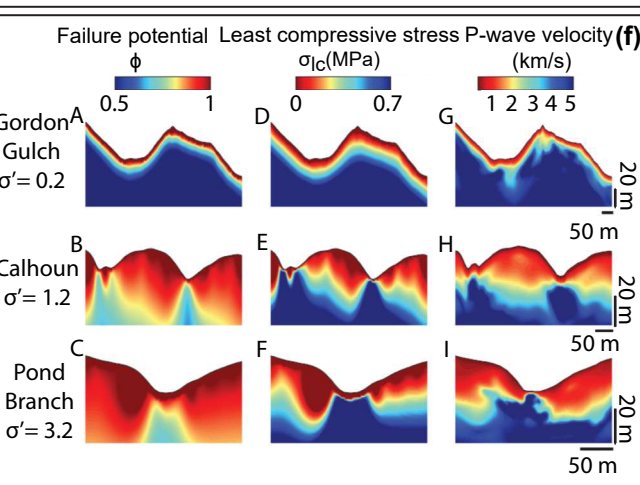 Failure potential Least compressive stress P-wave velocity (f)
ϕ σlc(MPa) (km/s)
0.5 1 0 0.7 1 2 3 4 5
A D G
Gordon
Gulch
σ′= 0.2
20 m
50 m
B E H
Calhoun
σ′= 1.2
20 m
50 m
C F I
Pond
Branch
σ′= 3.2
20 m
50 m